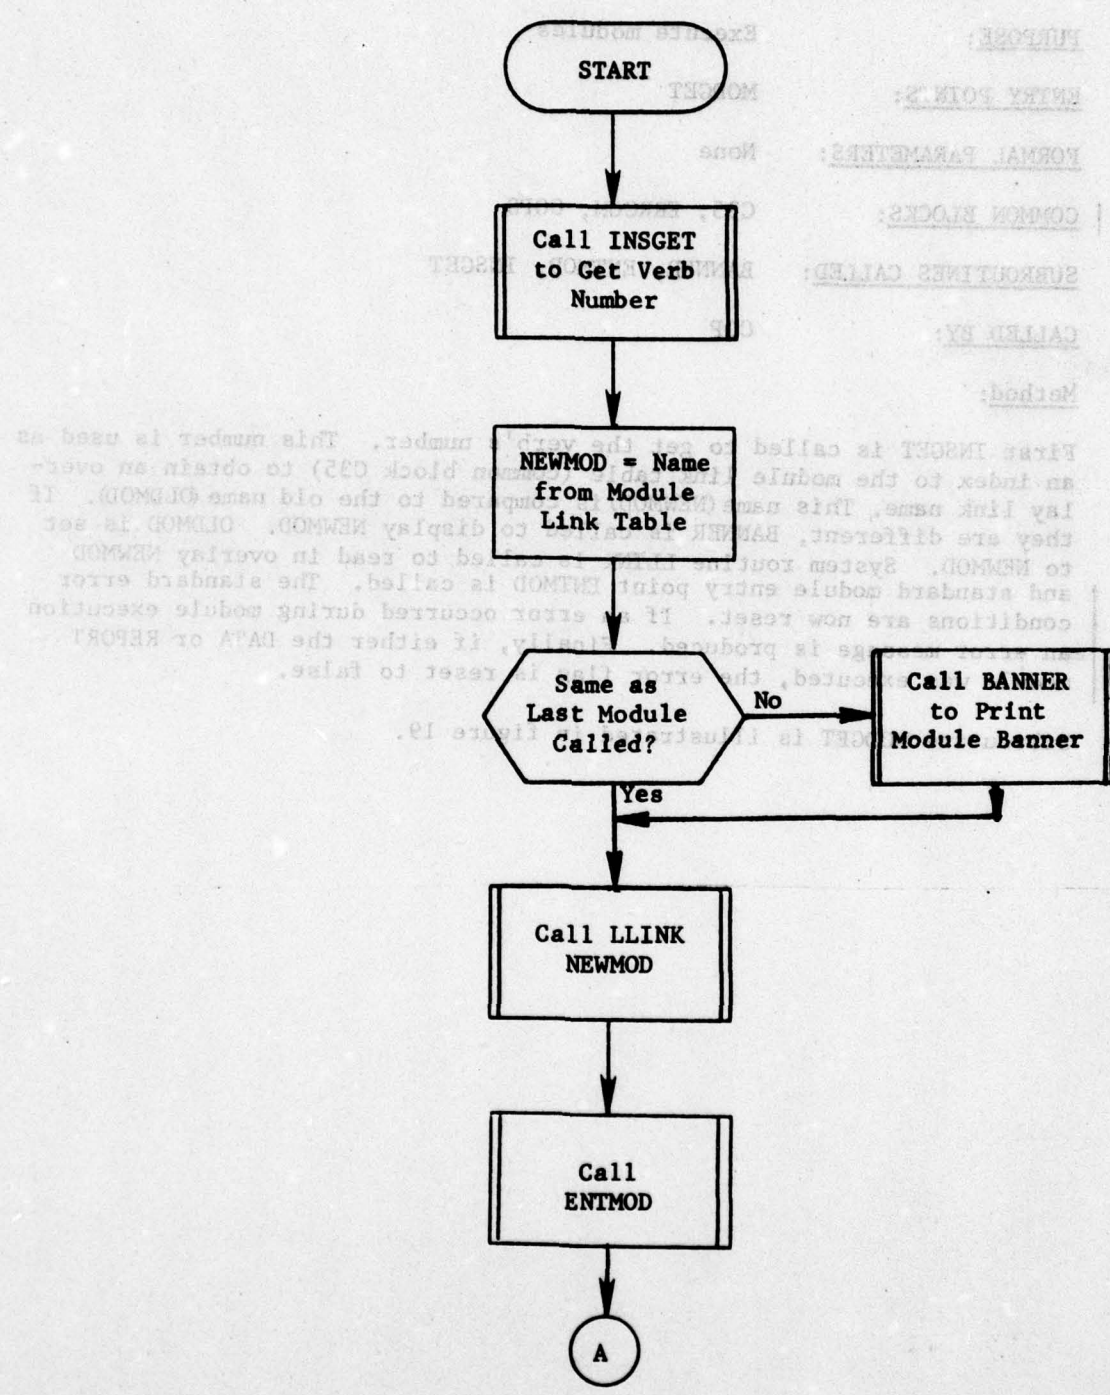 START
Call INSGET
to Get Verb
Number
NEWMOD = Name
from Module
Link Table
Same as
Last Module
Called?
No
Call BANNER
to Print
Module Banner
Yes
Call LLINK
NEWMOD
Call
ENTMOD
A
PURPOSE: Execute modules
ENTRY POINTS: MODGET
FORMAL PARAMETERS: None
COMMON BLOCKS:
SUBROUTINES CALLED: BANNER, ENTMOD, INSGET
CALLED BY: COP
Method:
First INSGET is called to get the verb's number. This number is used as
an index to the module link table (common block C35) to obtain an over-
lay link name. This name (NEWMOD) is compared to the old name (OLDMOD). If
they are different, BANNER is called to display NEWMOD. OLDMOD is set
to NEWMOD. System routine LLINK is called to read in overlay NEWMOD
and standard module entry point ENTMOD is called. The standard error
conditions are now reset. If an error occurred during module execution
an error message is produced. Finally, if either the DATA or REPORT
executed, the error flag is reset to false.
MODGET is illustrated in figure 19.